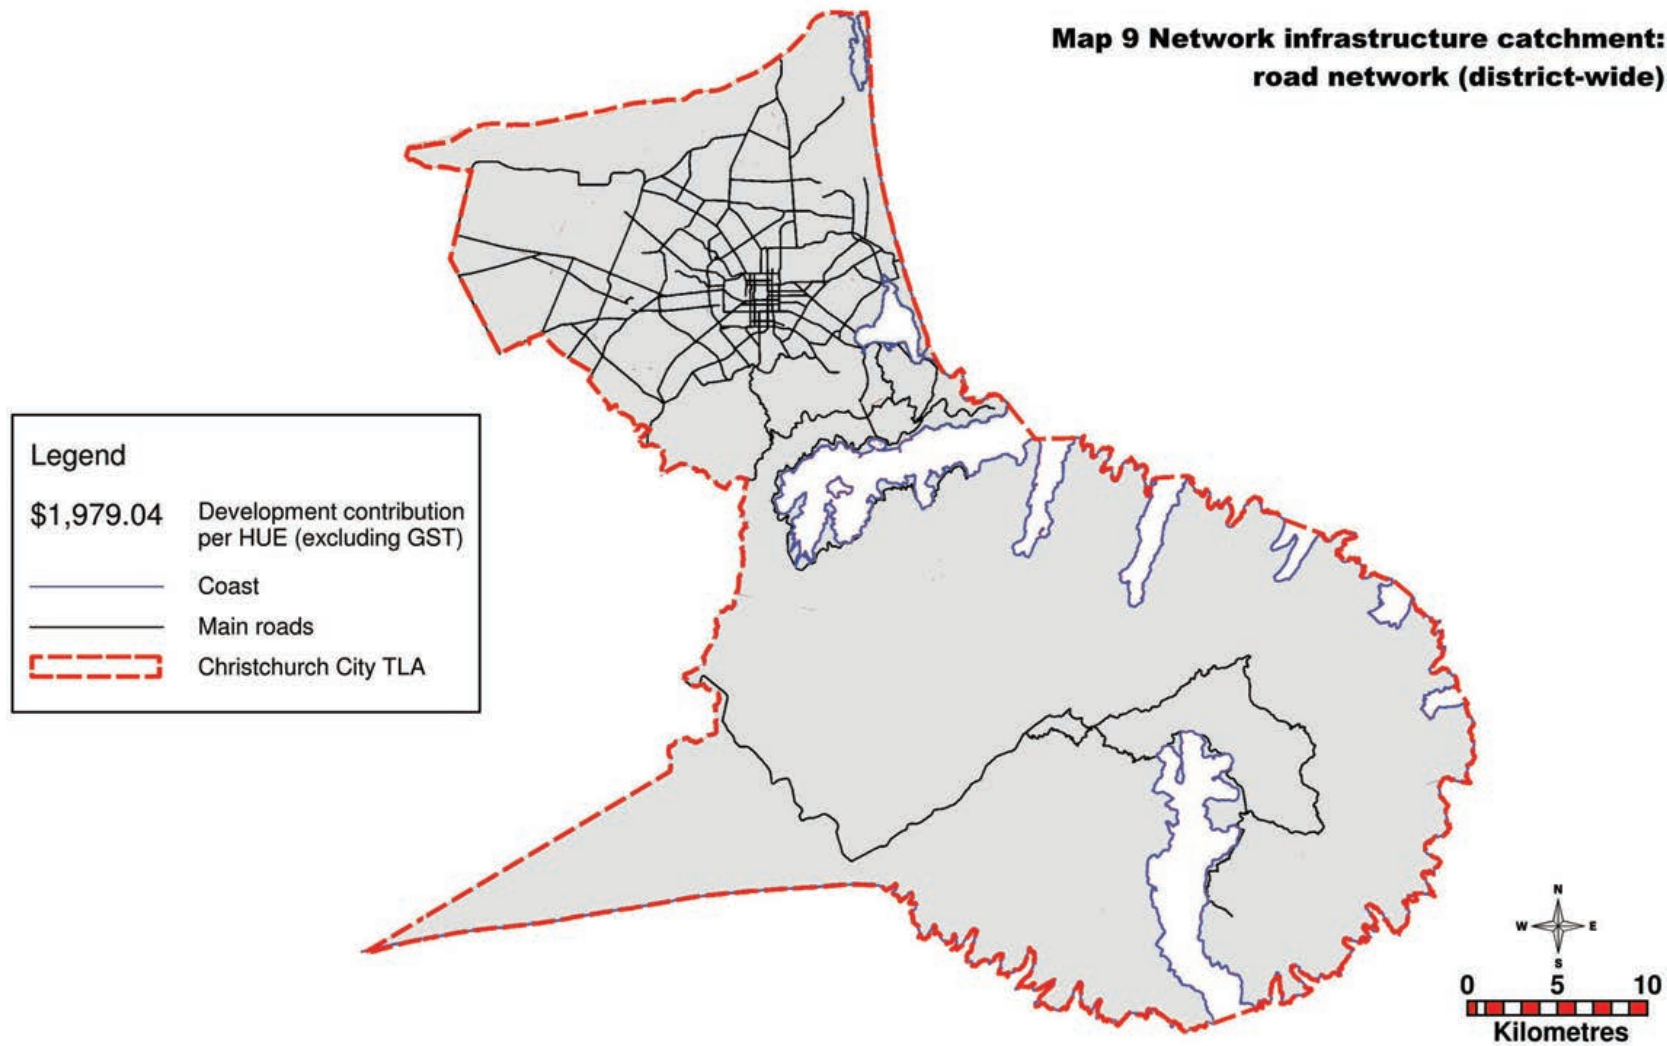 Map 9 Network infrastructure catchment:
road network (district-wide)
Legend
$1,979.04 Development contribution
per HUE (excluding GST)
Coast
Main roads
Christchurch City TLA
N
W E
S
0 5 10
Kilometres